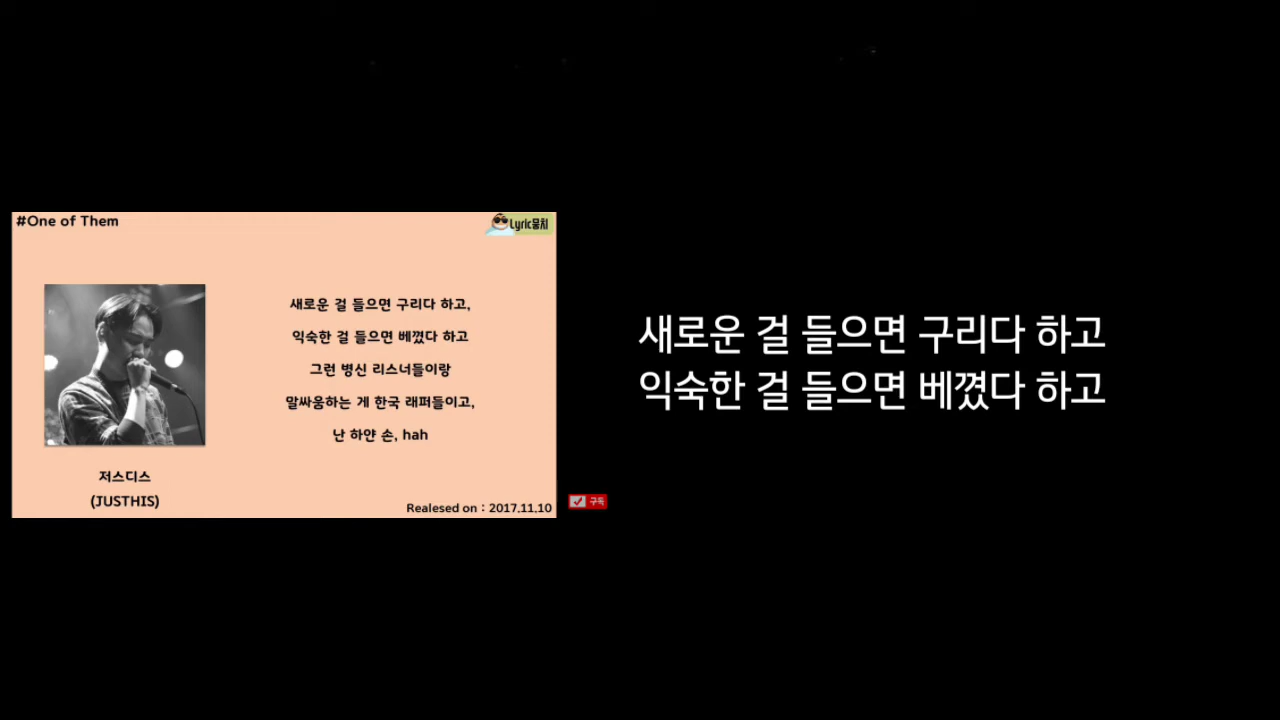 #One of Them
Lyric뭉치
새로운 걸 들으면 구리다 하고,
익숙한 걸 들으면 베꼈다 하고
그런 병신 리스너들이랑
말싸움하는 게 한국 래퍼들이고,
난 하얀 손, hah
저스디스
(JUSTHIS)
Realesed on : 2017.11.10
구독
새로운 걸 들으면 구리다 하고
익숙한 걸 들으면 베꼈다 하고